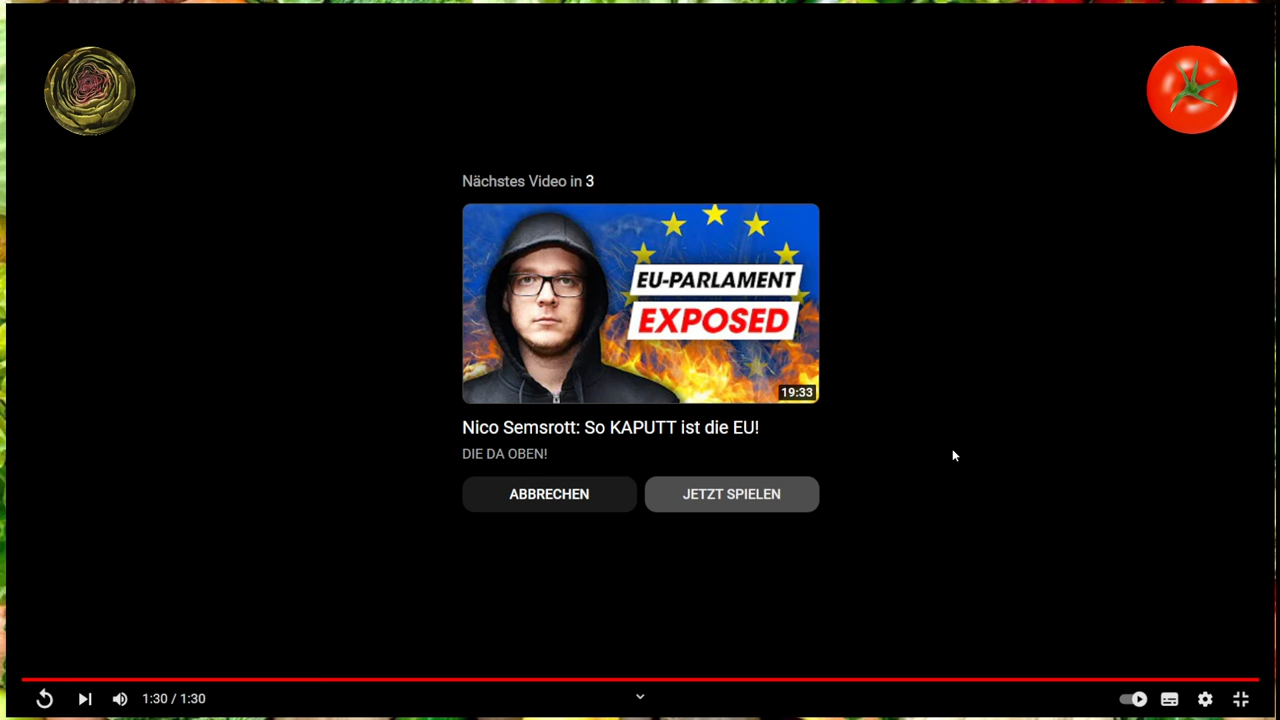 Nächstes Video in 3
EU-PARLAMENT
EXPOSED
19:33
Nico Semsrott: So KAPUTT ist die EU!
DIE DA OBEN!
ABBRECHEN
JETZT SPIELEN
1:30 / 1:30